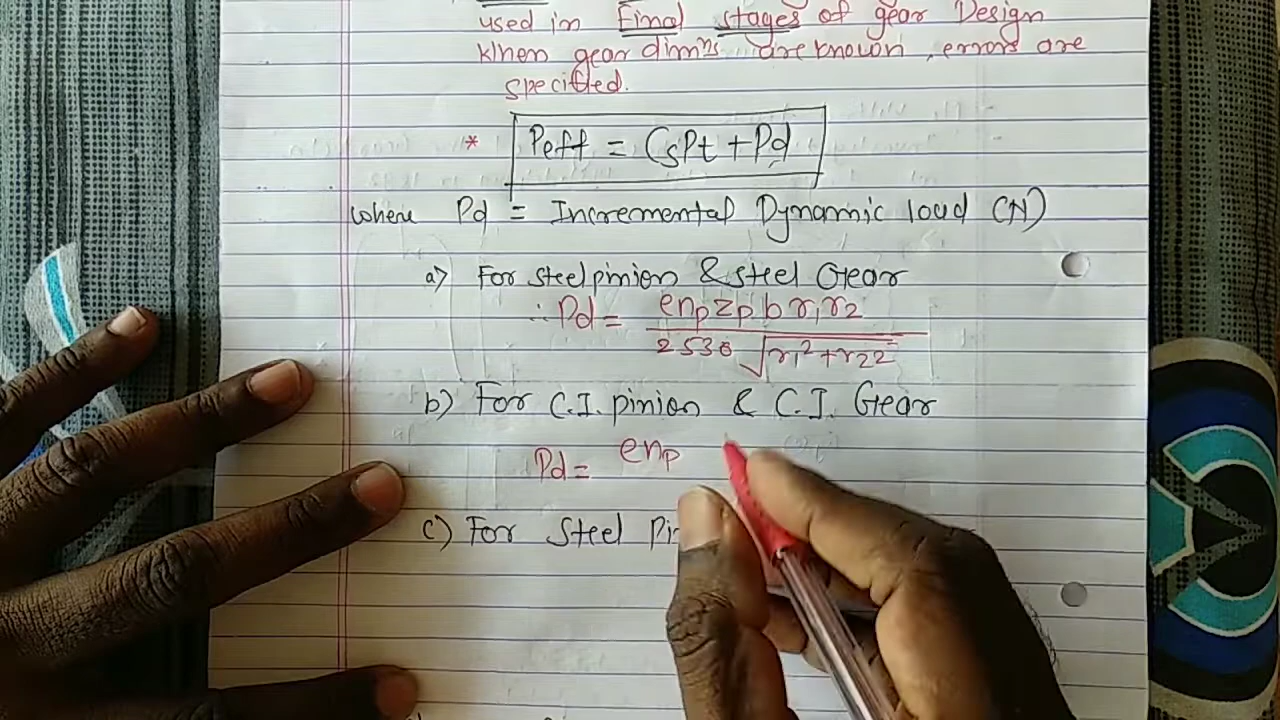 used in Final stages of gear Design
When gear dimns are known, errors are
specified.
* Peff = CsPt + Pd
where Pd = Incremental Dynamic load (N)
a) For steel pinion & steel Gear
∴ Pd = enp zp b r1 r2
2530 √r1² + r2²
b) For C.I. pinion & C.I. Gear
Pd = enp
c) For Steel